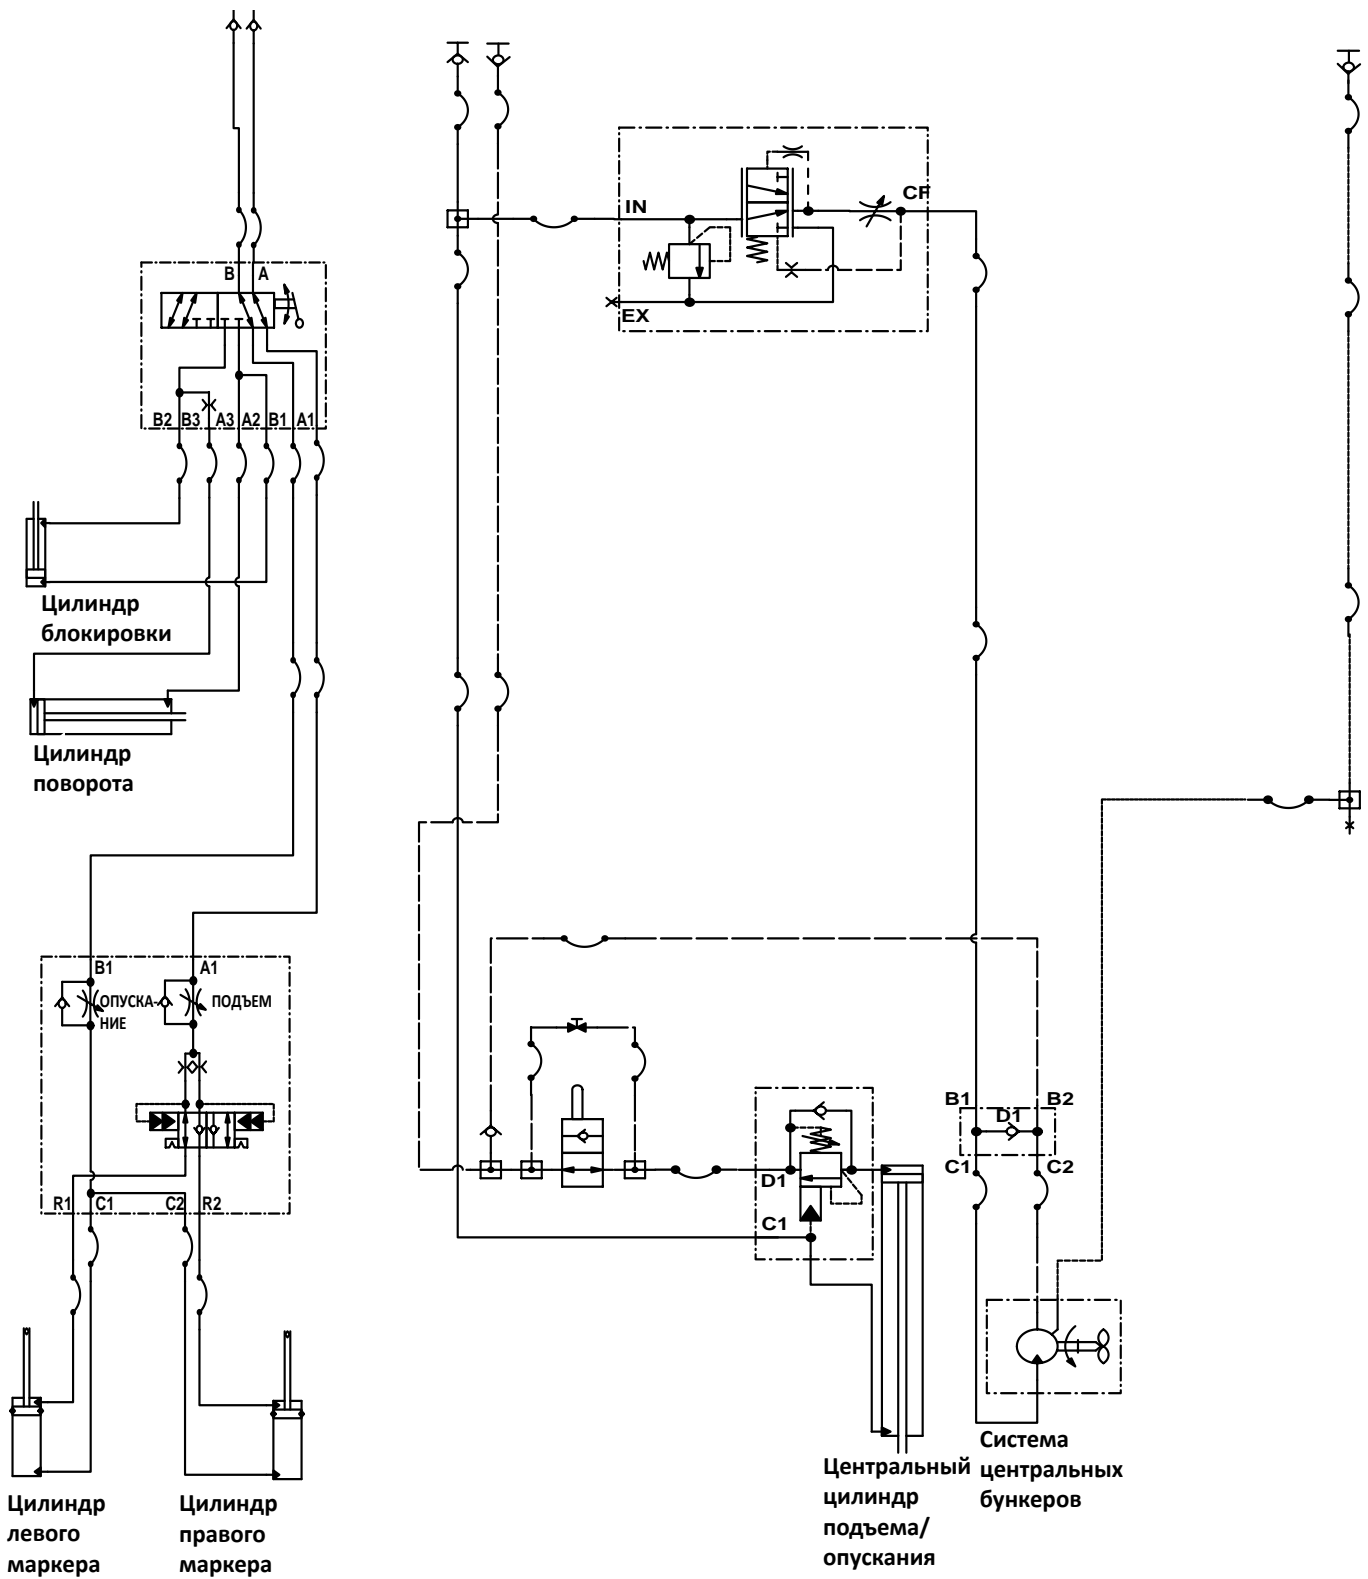 IN
CF
EX
B A
B2 B3 A3 A2 B1 A1
Цилиндр
блокировки
Цилиндр
поворота
B1 A1
ОПУСКА-
НИЕ
ПОДЪЕМ
R1 C1 C2 R2
Цилиндр
левого
маркера
Цилиндр
правого
маркера
D1
C1
Центральный
цилиндр
подъема/
опускания
B1 B2
D1
C1 C2
Система
центральных
бункеров